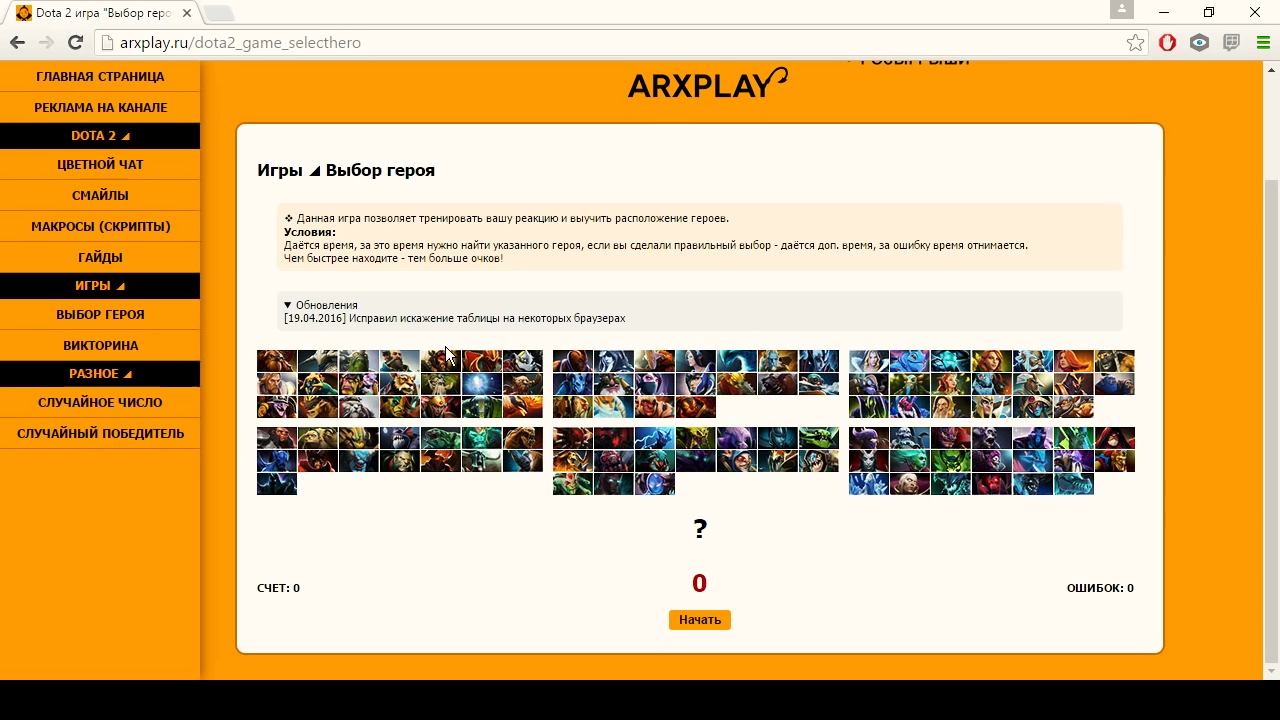 Dota 2 игра "Выбор геро
arxplay.ru/dota2_game_selecthero
ГЛАВНАЯ СТРАНИЦА
РЕКЛАМА НА КАНАЛЕ
DOTA 2
ЦВЕТНОЙ ЧАТ
СМАЙЛЫ
МАКРОСЫ (СКРИПТЫ)
ГАЙДЫ
ИГРЫ
ВЫБОР ГЕРОЯ
ВИКТОРИНА
РАЗНОЕ
СЛУЧАЙНОЕ ЧИСЛО
СЛУЧАЙНЫЙ ПОБЕДИТЕЛЬ
РОЗЫГРЫШИ
ARXPLAY
Игры ◢ Выбор героя
❖ Данная игра позволяет тренировать вашу реакцию и выучить расположение героев.
Условия:
Даётся время, за это время нужно найти указанного героя, если вы сделали правильный выбор - даётся доп. время, за ошибку время отнимается.
Чем быстрее находите - тем больше очков!
▼ Обновления
[19.04.2016] Исправил искажение таблицы на некоторых браузерах
?
СЧЕТ: 0
0
ОШИБОК: 0
Начать